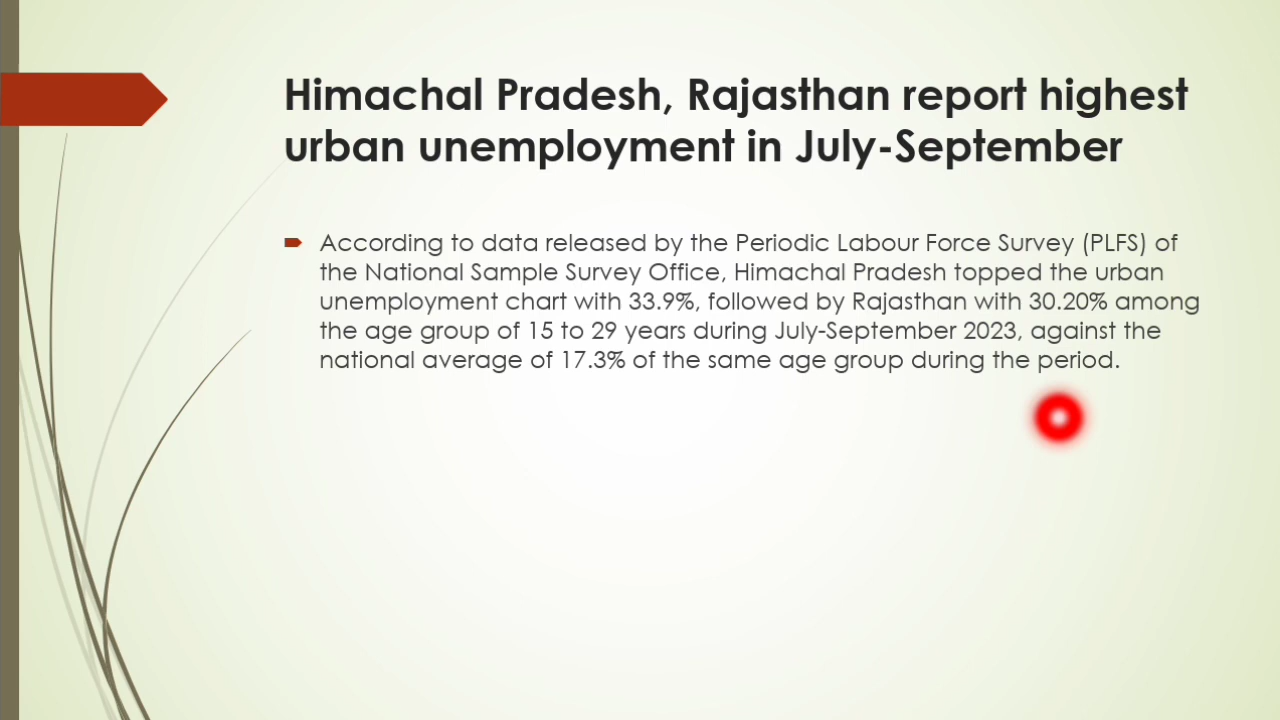 Himachal Pradesh, Rajasthan report highest
urban unemployment in July-September
According to data released by the Periodic Labour Force Survey (PLFS) of
the National Sample Survey Office, Himachal Pradesh topped the urban
unemployment chart with 33.9%, followed by Rajasthan with 30.20% among
the age group of 15 to 29 years during July-September 2023, against the
national average of 17.3% of the same age group during the period.